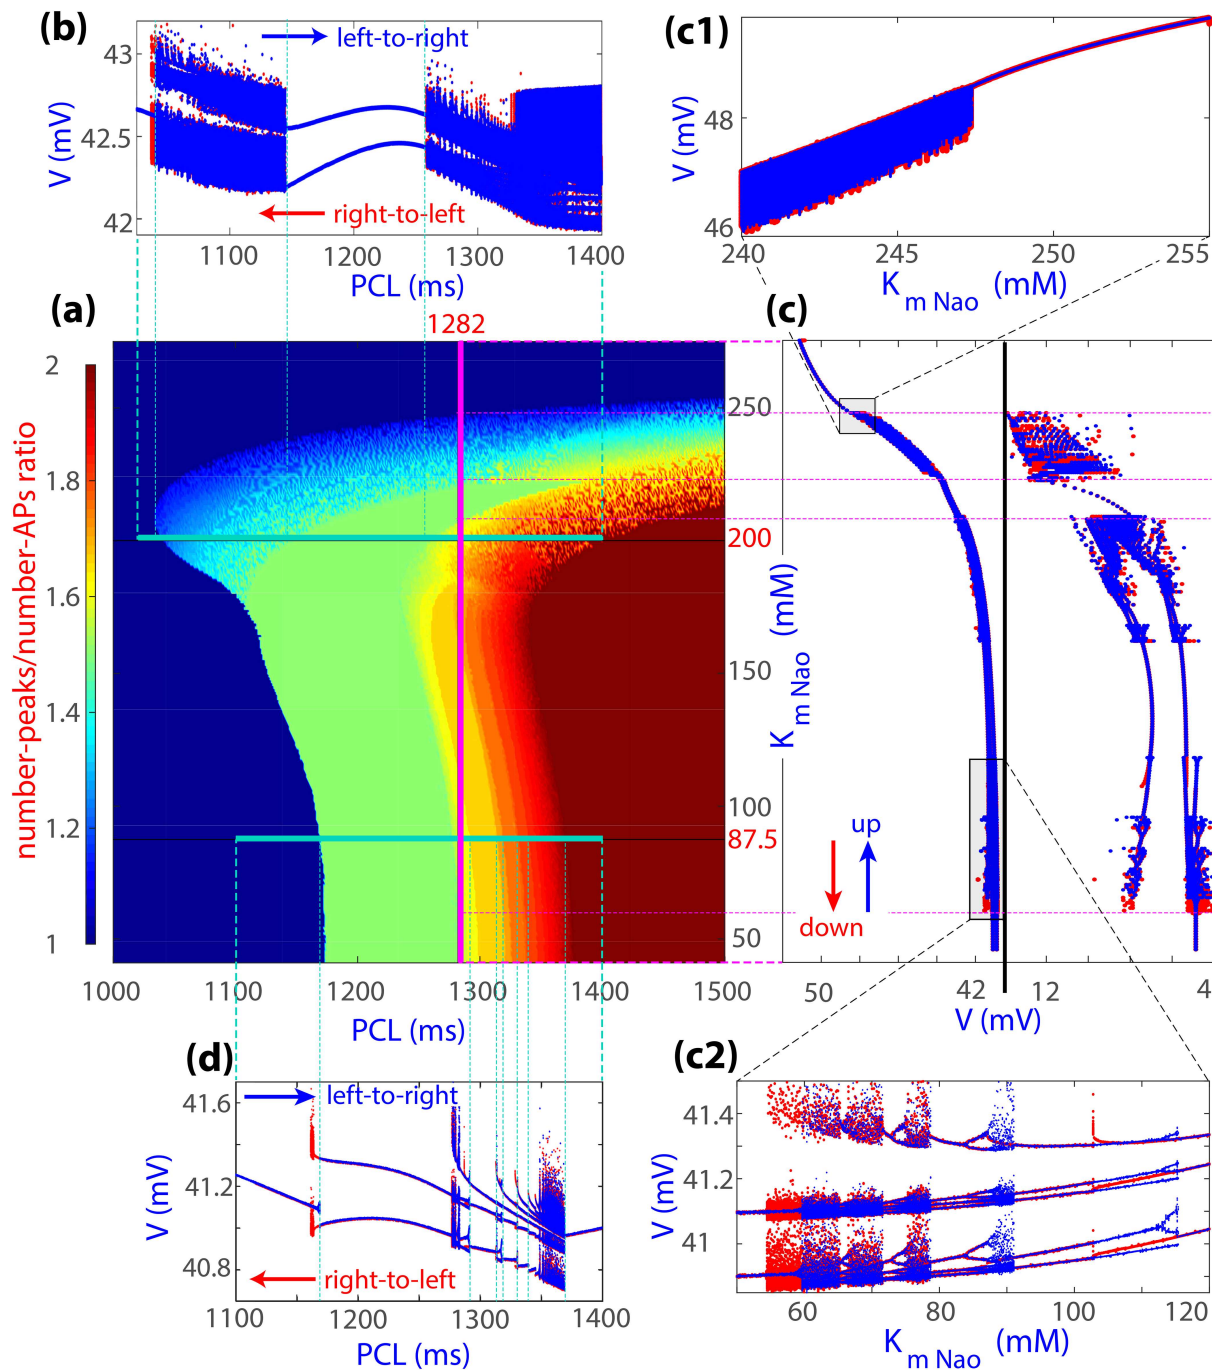 (b)
left-to-right
right-to-left
V (mV)
43
42.5
42
1100
1200
1300
1400
PCL (ms)
(c1)
V (mV)
48
46
240
245
250
255
K m Nao (mM)
(a)
1282
number-peaks/number-APs ratio
2
1.8
1.6
1.4
1.2
1
250
200
150
100
87.5
50
K m Nao (mM)
1000
1100
1200
1300
1400
1500
PCL (ms)
(c)
up
down
50
42
12
4
V (mV)
(d)
left-to-right
right-to-left
V (mV)
41.6
41.2
40.8
1100
1200
1300
1400
PCL (ms)
(c2)
V (mV)
41.4
41.2
41
60
80
100
120
K m Nao (mM)